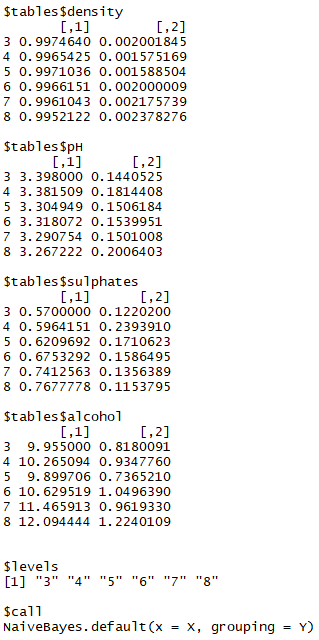 $tables$density
       [,1]        [,2]
3 0.9974640 0.002001845
4 0.9965425 0.001575169
5 0.9971036 0.001588504
6 0.9966151 0.002000009
7 0.9961043 0.002175739
8 0.9952122 0.002378276
$tables$pH
      [,1]      [,2]
3 3.398000 0.1440525
4 3.381509 0.1814408
5 3.304949 0.1506184
6 3.318072 0.1539951
7 3.290754 0.1501008
8 3.267222 0.2006403
$tables$sulphates
       [,1]      [,2]
3 0.5700000 0.1220200
4 0.5964151 0.2393910
5 0.6209692 0.1710623
6 0.6753292 0.1586495
7 0.7412563 0.1356389
8 0.7677778 0.1153795
$tables$alcohol
       [,1]      [,2]
3  9.955000 0.8180091
4 10.265094 0.9347760
5  9.899706 0.7365210
6 10.629519 1.0496390
7 11.465913 0.9619330
8 12.094444 1.2240109
$levels
[1] "3" "4" "5" "6" "7" "8"
$call
NaiveBayes.default(x = X, grouping = Y)